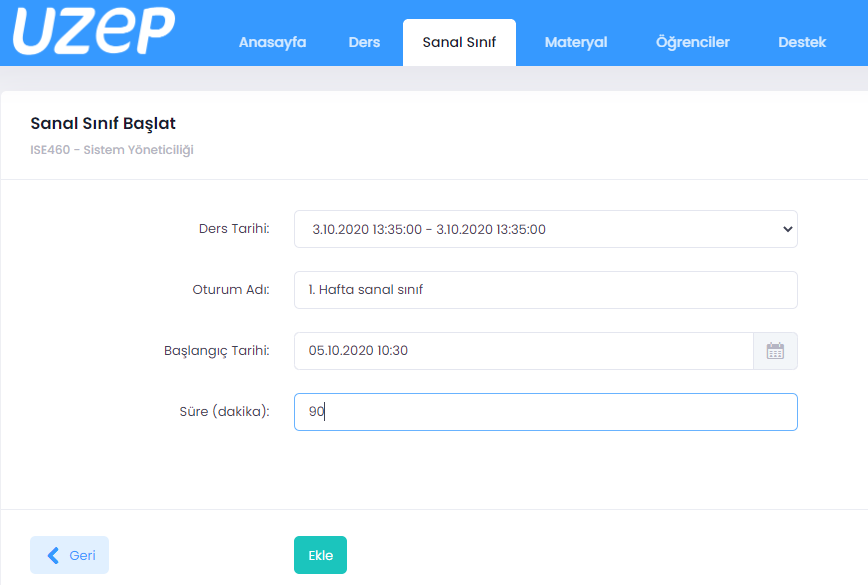 UZEP
Anasayfa Ders Sanal Sınıf Materyal Öğrenciler Destek
Sanal Sınıf Başlat
ISE460 - Sistem Yöneticiliği
Ders Tarihi: 3.10.2020 13:35:00 - 3.10.2020 13:35:00
Oturum Adı: 1. Hafta sanal sınıf
Başlangıç Tarihi: 05.10.2020 10:30
Süre (dakika): 90
Geri Ekle